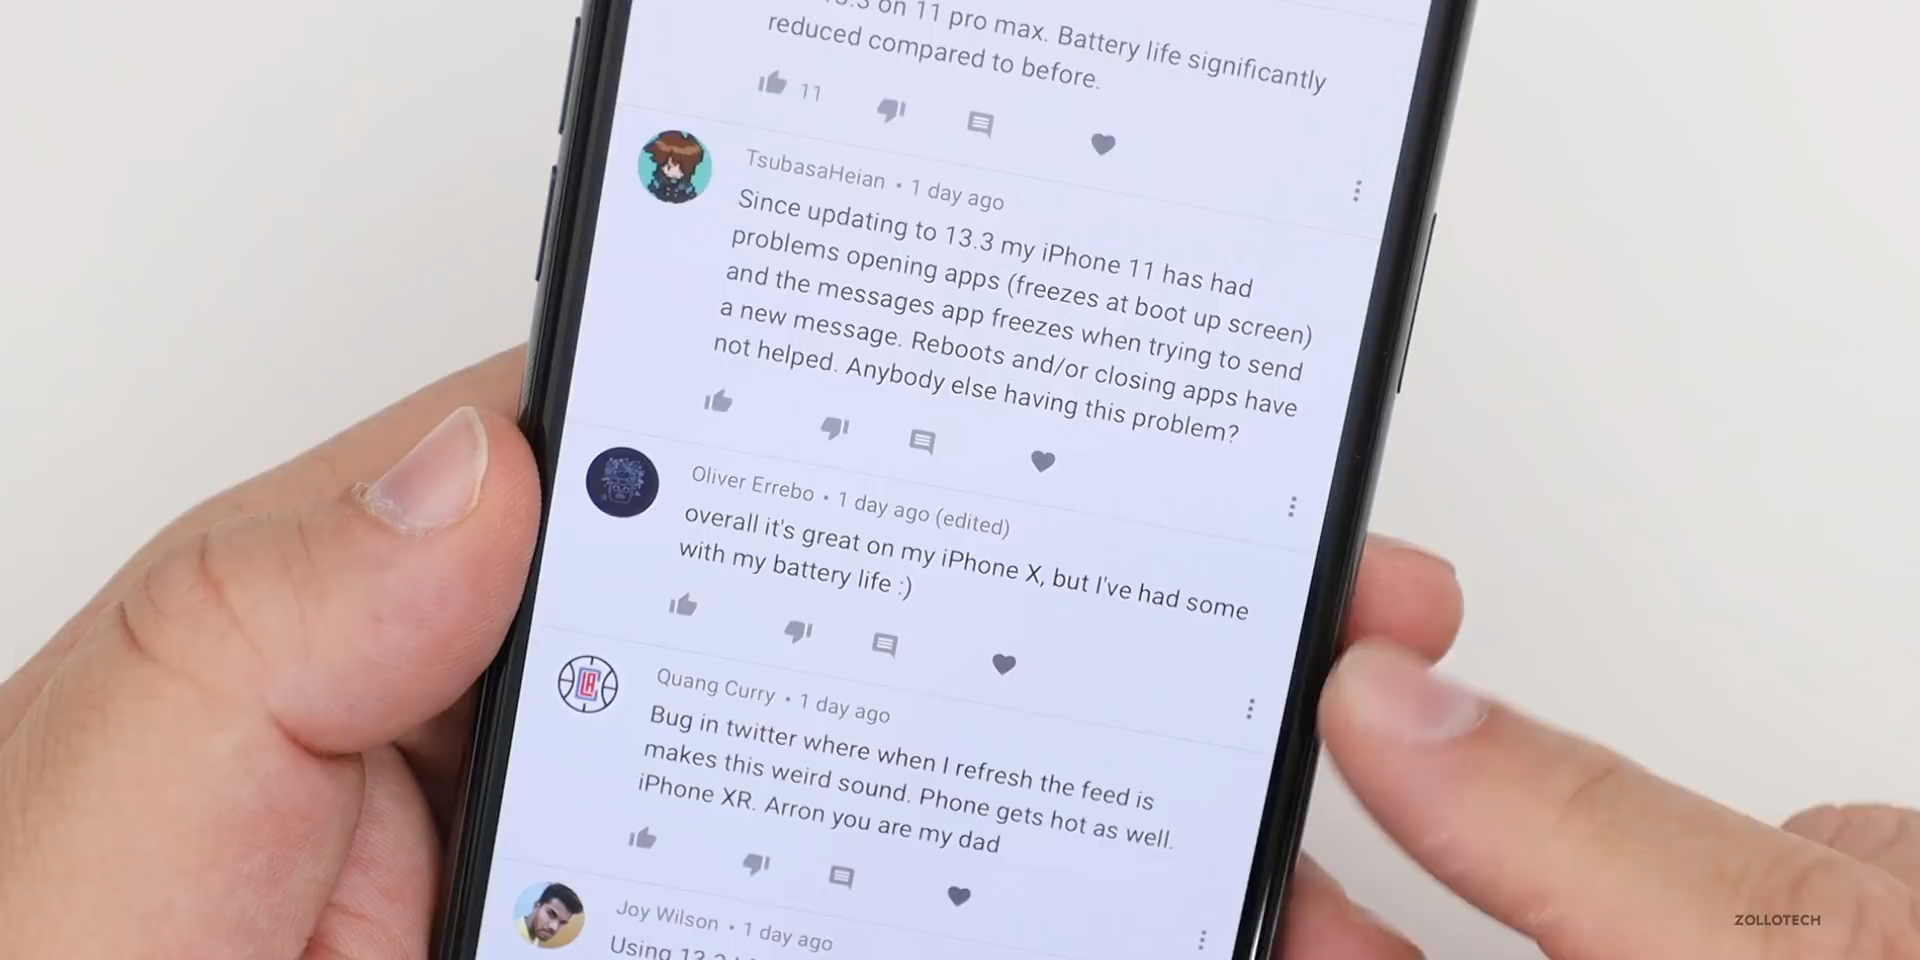 on 11 pro max. Battery life significantly
reduced compared to before.
11
TsubasaHeian • 1 day ago
Since updating to 13.3 my iPhone 11 has had
problems opening apps (freezes at boot up screen)
and the messages app freezes when trying to send
a new message. Reboots and/or closing apps have
not helped. Anybody else having this problem?
Oliver Errebo • 1 day ago (edited)
overall it's great on my iPhone X, but I've had some
with my battery life :)
LA
Quang Curry • 1 day ago
Bug in twitter where when I refresh the feed is
makes this weird sound. Phone gets hot as well.
iPhone XR. Arron you are my dad
Joy Wilson • 1 day ago
Using
ZOLLOTECH